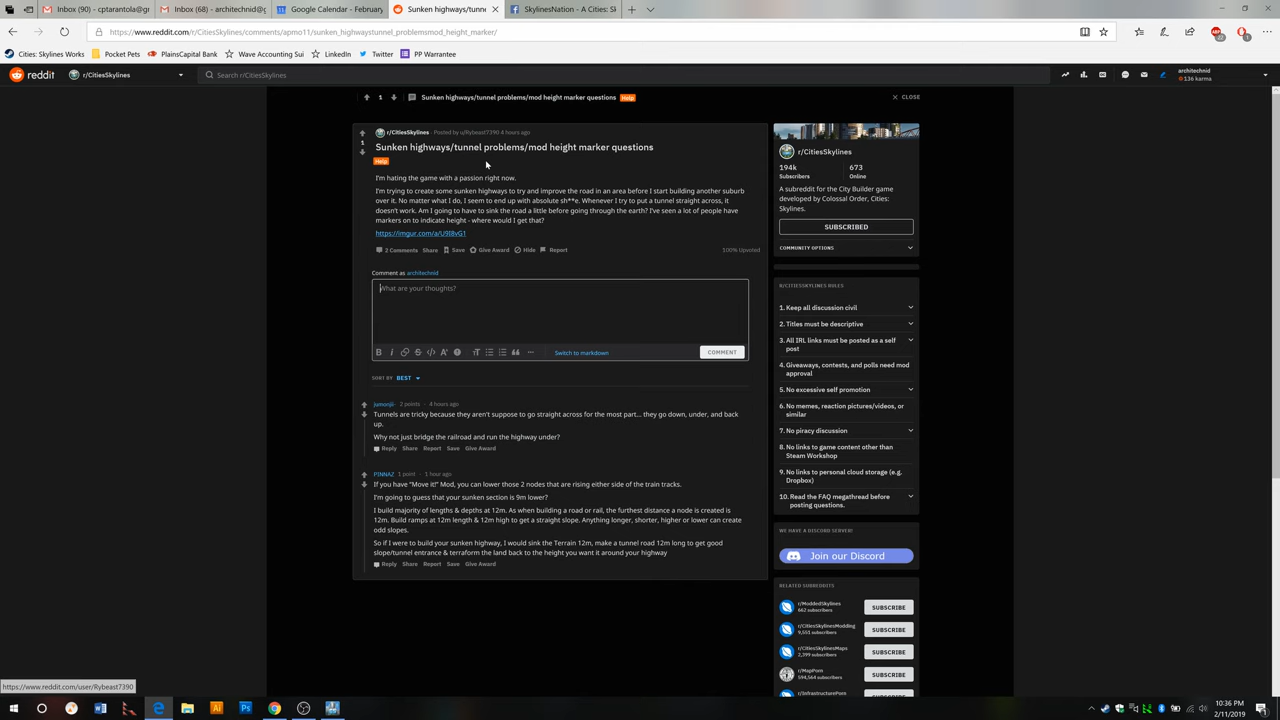 Inbox (90) - cptarantola@gr
Inbox (168) - architechnid@g
Google Calendar - Februar
Sunken highways/tunnel
Facebook
https://www.reddit.com/r/CitiesSkylines/comments/apmo11/sunken_highwaystunnel_problemsmod_height_marker/
Cities: Skylines Works
Pocket Pets
PlainsCapital Bank
Wave Accounting Sui
LinkedIn
Twitter
PP Warrantee
reddit
r/CitiesSkylines
Search r/CitiesSkylines
architechnid
136 karma
1
Sunken highways/tunnel problems/mod height marker questions
Help
CLOSE
r/CitiesSkylines · Posted by u/Rybeast7390 4 hours ago
1
Sunken highways/tunnel problems/mod height marker questions
Help
I'm hating the game with a passion right now.
I'm trying to create some sunken highways to try and improve the road in an area before I start building another suburb
over it. No matter what I do, I seem to end up with absolute sh**e. Whenever I try to put a tunnel straight across, it
doesn't work. Am I going to have to sink the road a little before going through the earth? I've seen a lot of people have
markers on to indicate height - where would I get that?
https://imgur.com/a/U9I8vG1
2 Comments Share Save Give Award Hide Report
100% Upvoted
Comment as architechnid
What are your thoughts?
Switch to markdown
COMMENT
SORT BY BEST
jumonjii· 2 points · 4 hours ago
Tunnels are tricky because they aren't suppose to go straight across for the most part... they go down, under, and back
up.
Why not just bridge the railroad and run the highway under?
Reply Share Report Save Give Award
PINNAZ 1 point · 1 hour ago
If you have "Move it!" Mod, you can lower those 2 nodes that are rising either side of the train tracks.
I'm going to guess that your sunken section is 9m lower?
I build majority of lengths & depths at 12m. As when building a road or rail, the furthest distance a node is created is
12m. Build ramps at 12m length & 12m high to get a straight slope. Anything longer, shorter, higher or lower can create
odd slopes.
So if I were to build your sunken highway, I would sink the Terrain 12m, make a tunnel road 12m long to get good
slope/tunnel entrance & terraform the land back to the height you want it around your highway
Reply Share Report Save Give Award
r/CitiesSkylines
194k
Subscribers
673
Online
A subreddit for the City Builder game
developed by Colossal Order, Cities:
Skylines.
SUBSCRIBED
COMMUNITY OPTIONS
R/CITIESSKYLINES RULES
1. Keep all discussion civil
2. Titles must be descriptive
3. All IRL links must be posted as a self
post
4. Giveaways, contests, and polls need mod
approval
5. No excessive self promotion
6. No memes, reaction pictures/videos, or
similar
7. No piracy discussion
8. No links to game content other than
Steam Workshop
9. No links to personal cloud storage (e.g.
Dropbox)
10. Read the FAQ megathread before
posting questions.
WE HAVE A DISCORD SERVER!
Join our Discord
RELATED SUBREDDITS
r/ModdedSkylines
662 subscribers
SUBSCRIBE
r/CitiesSkylinesModding
9,551 subscribers
SUBSCRIBE
r/CitiesSkylinesMaps
2,399 subscribers
SUBSCRIBE
r/MapPorn
594,564 subscribers
SUBSCRIBE
r/InfrastructurePorn
https://www.reddit.com/user/Rybeast7390
10:36 PM
2/11/2019